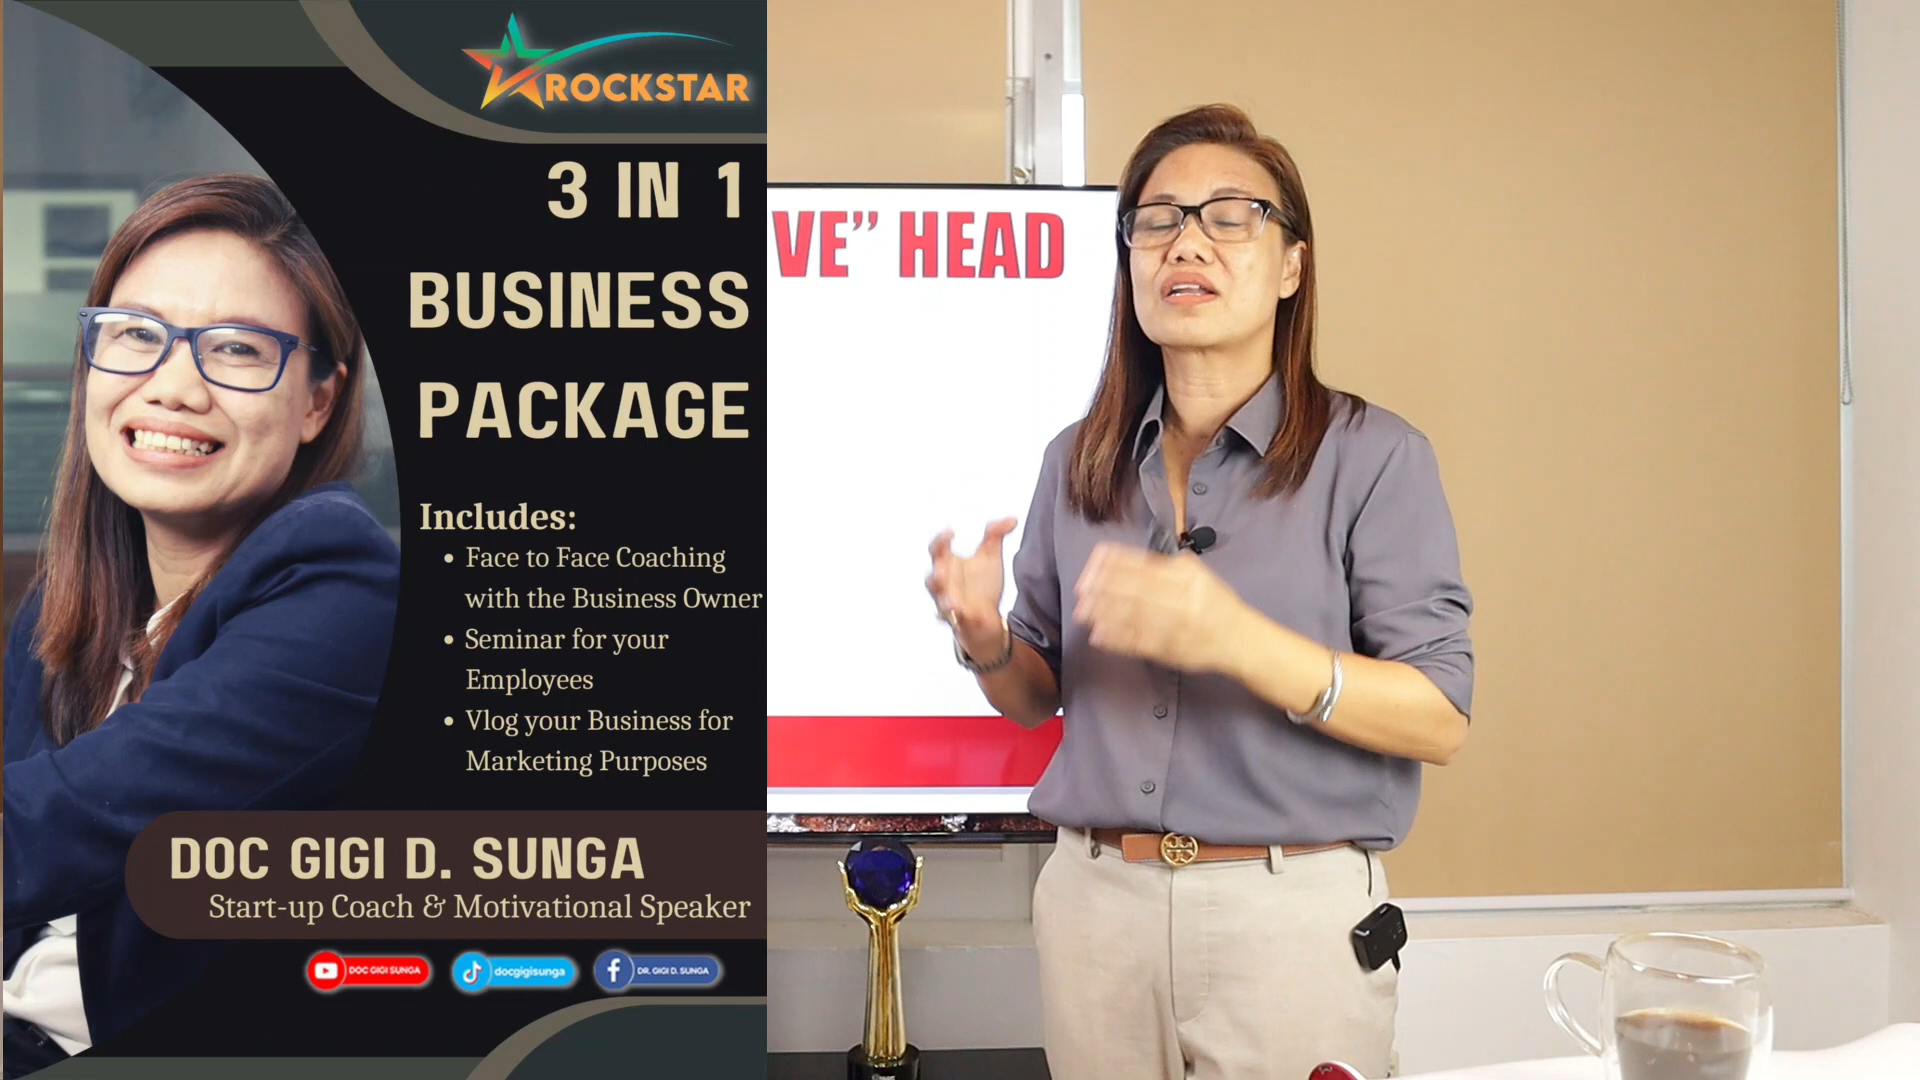 ROCKSTAR
3 IN 1
BUSINESS
PACKAGE
Includes:
• Face to Face Coaching
with the Business Owner
• Seminar for your
Employees
• Vlog your Business for
Marketing Purposes
DOC GIGI D. SUNGA
Start-up Coach & Motivational Speaker
DOC GIGI SUNGA
docgigisunga
DR. GIGI D. SUNGA
VE” HEAD